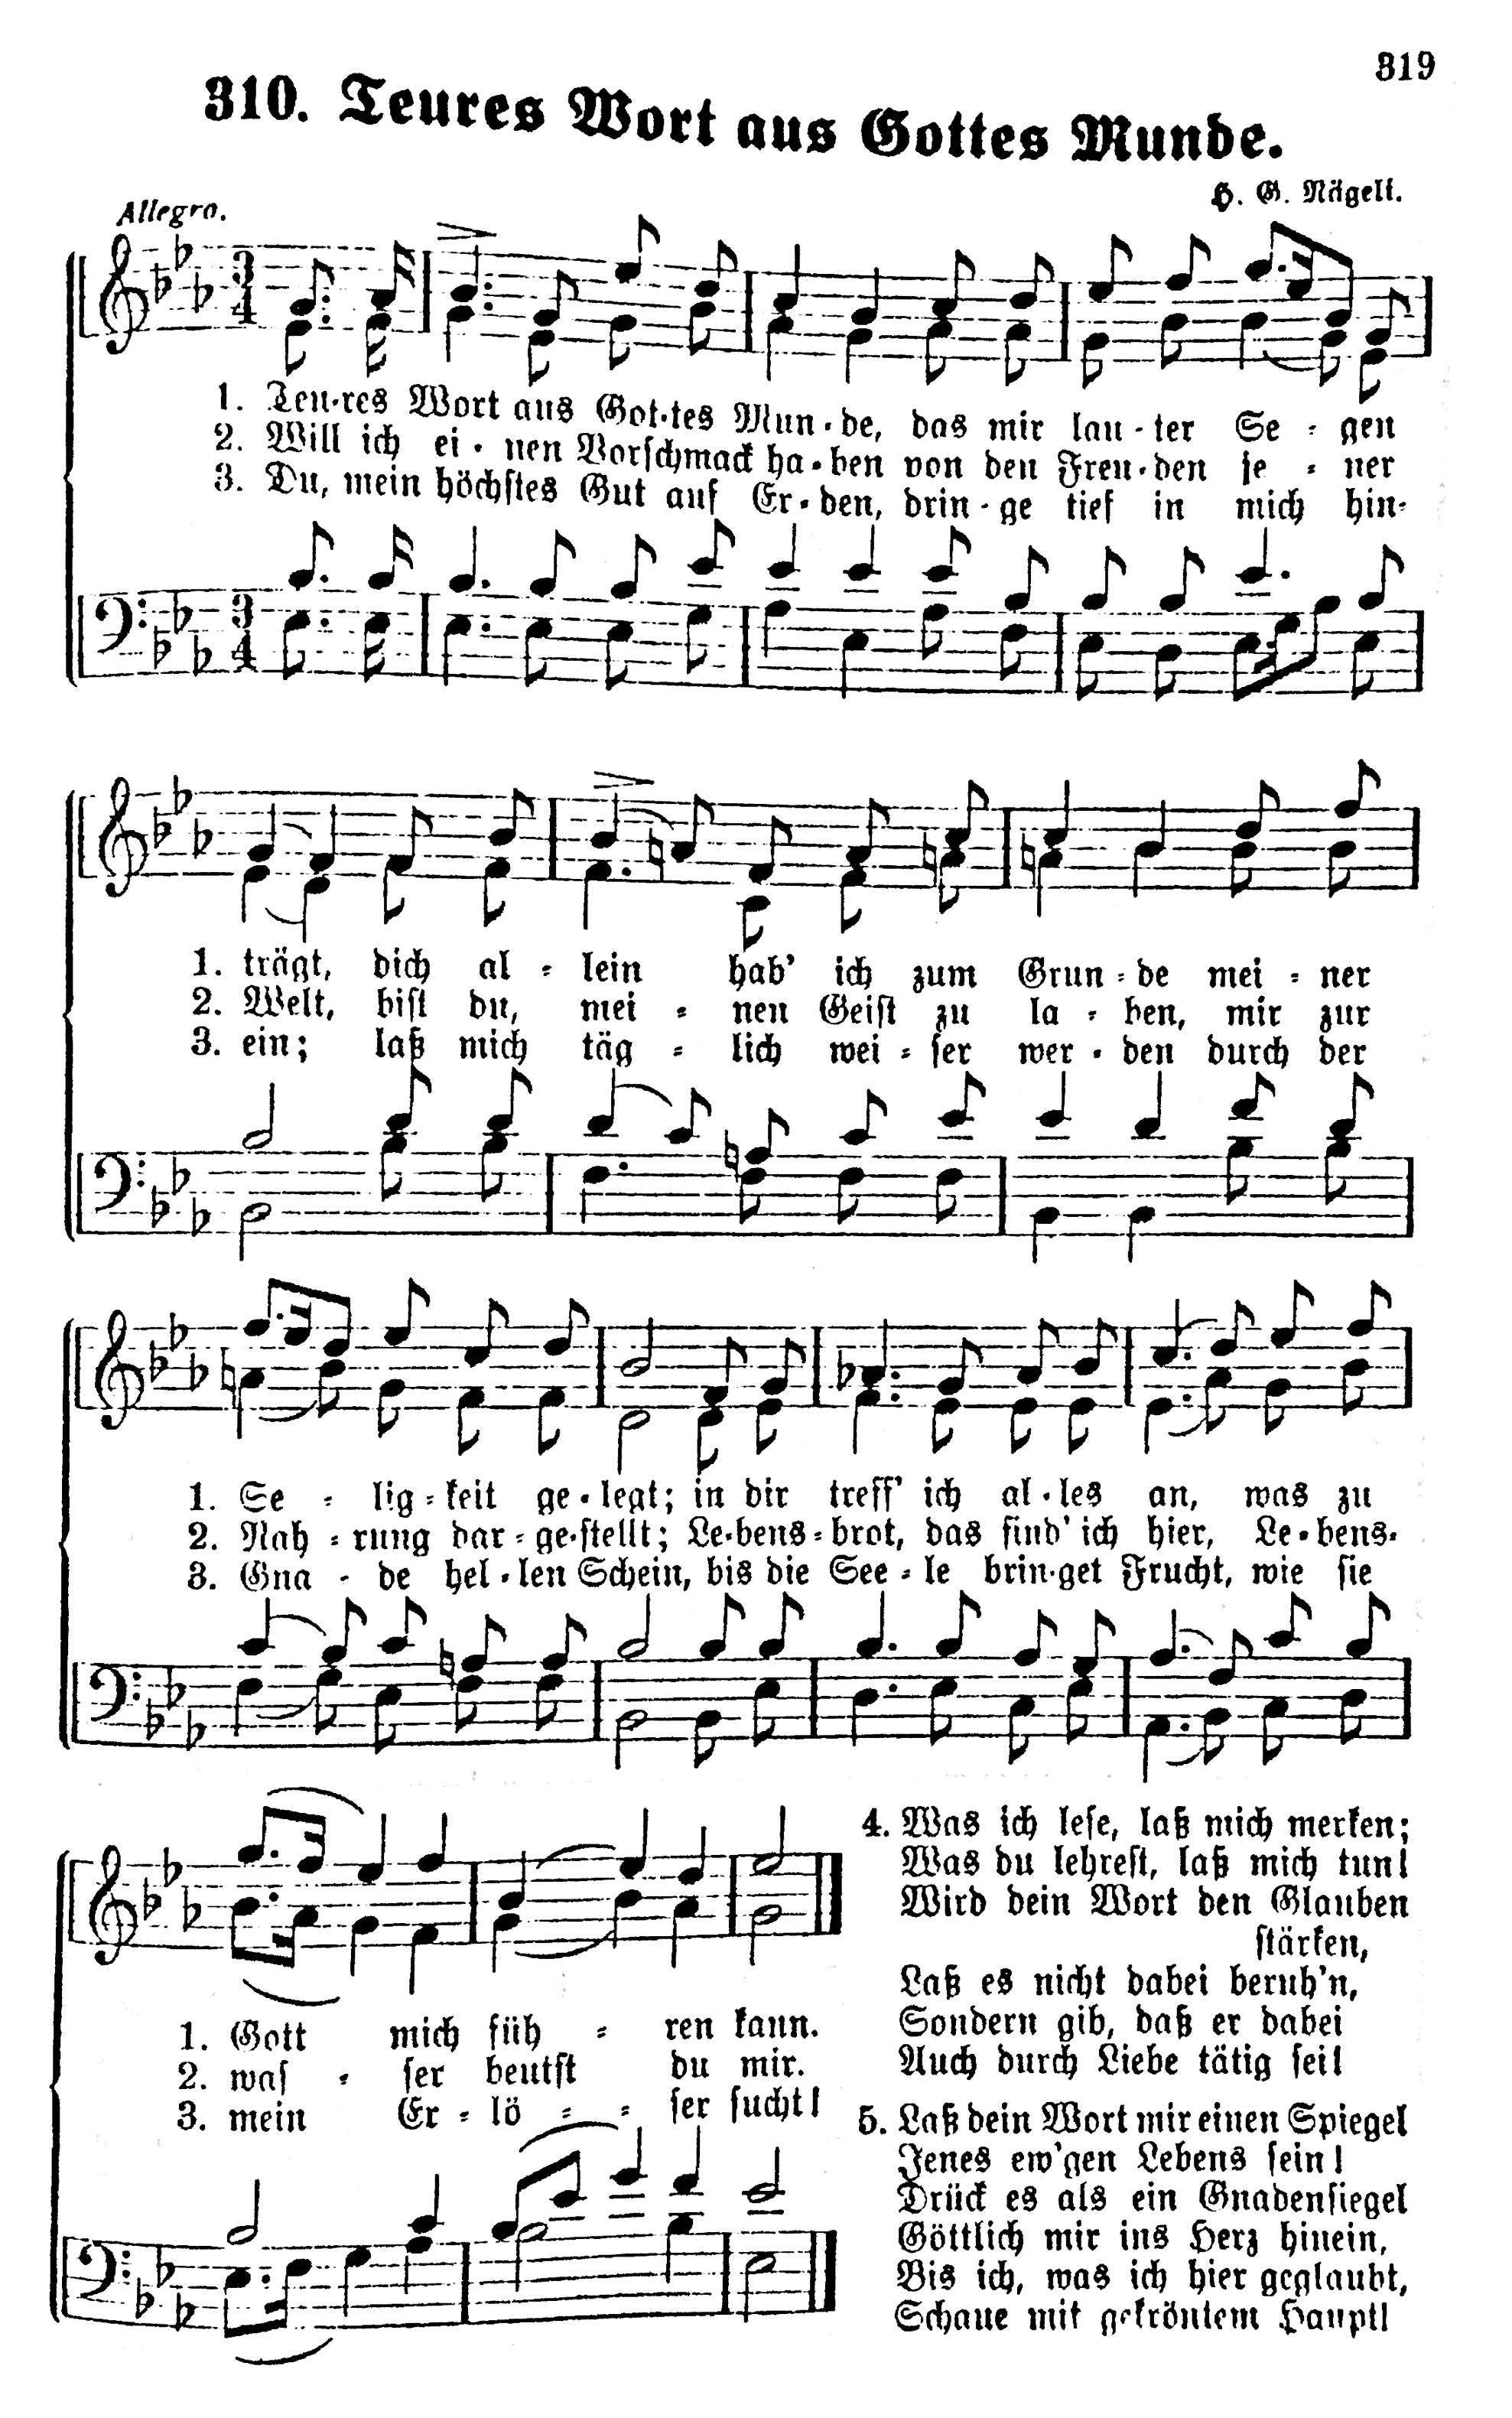 319
310. Teures Wort aus Gottes Munde.
H. G. Nägeli.
Allegro.
3 4
1. Teu-res Wort aus Got-tes Mun-de, das mir lau-ter Se-gen
2. Will ich ei-nen Vorschmack ha-ben von den Freu-den je-ner
3. Du, mein höchstes Gut auf Er-den, drin-ge tief in mich hin-
3 4
1. trägt, dich al-lein hab' ich zum Grun-de mei-ner
2. Welt, bist du, mei-nen Geist zu la-ben, mir zur
3. ein; laß mich täg-lich wei-ser wer-den durch der
1. Se-lig-keit ge-legt; in dir treff' ich al-les an, was zu
2. Nah-rung dar-ge-stellt; Le-bens-brot, das find' ich hier, Le-bens-
3. Gna-de hel-len Schein, bis die See-le brin-get Frucht, wie sie
1. Gott mich füh-ren kann.
2. was-ser beutst du mir.
3. mein Er-lö-ser sucht!
4. Was ich lese, laß mich merken;
Was du lehrest, laß mich tun!
Wird dein Wort den Glauben
stärken,
Laß es nicht dabei beruh'n,
Sondern gib, daß er dabei
Auch durch Liebe tätig sei!
5. Laß dein Wort mir einen Spiegel
Jenes ew'gen Lebens sein!
Drück es als ein Gnadensiegel
Göttlich mir ins Herz hinein,
Bis ich, was ich hier geglaubt,
Schaue mit gekröntem Haupt!